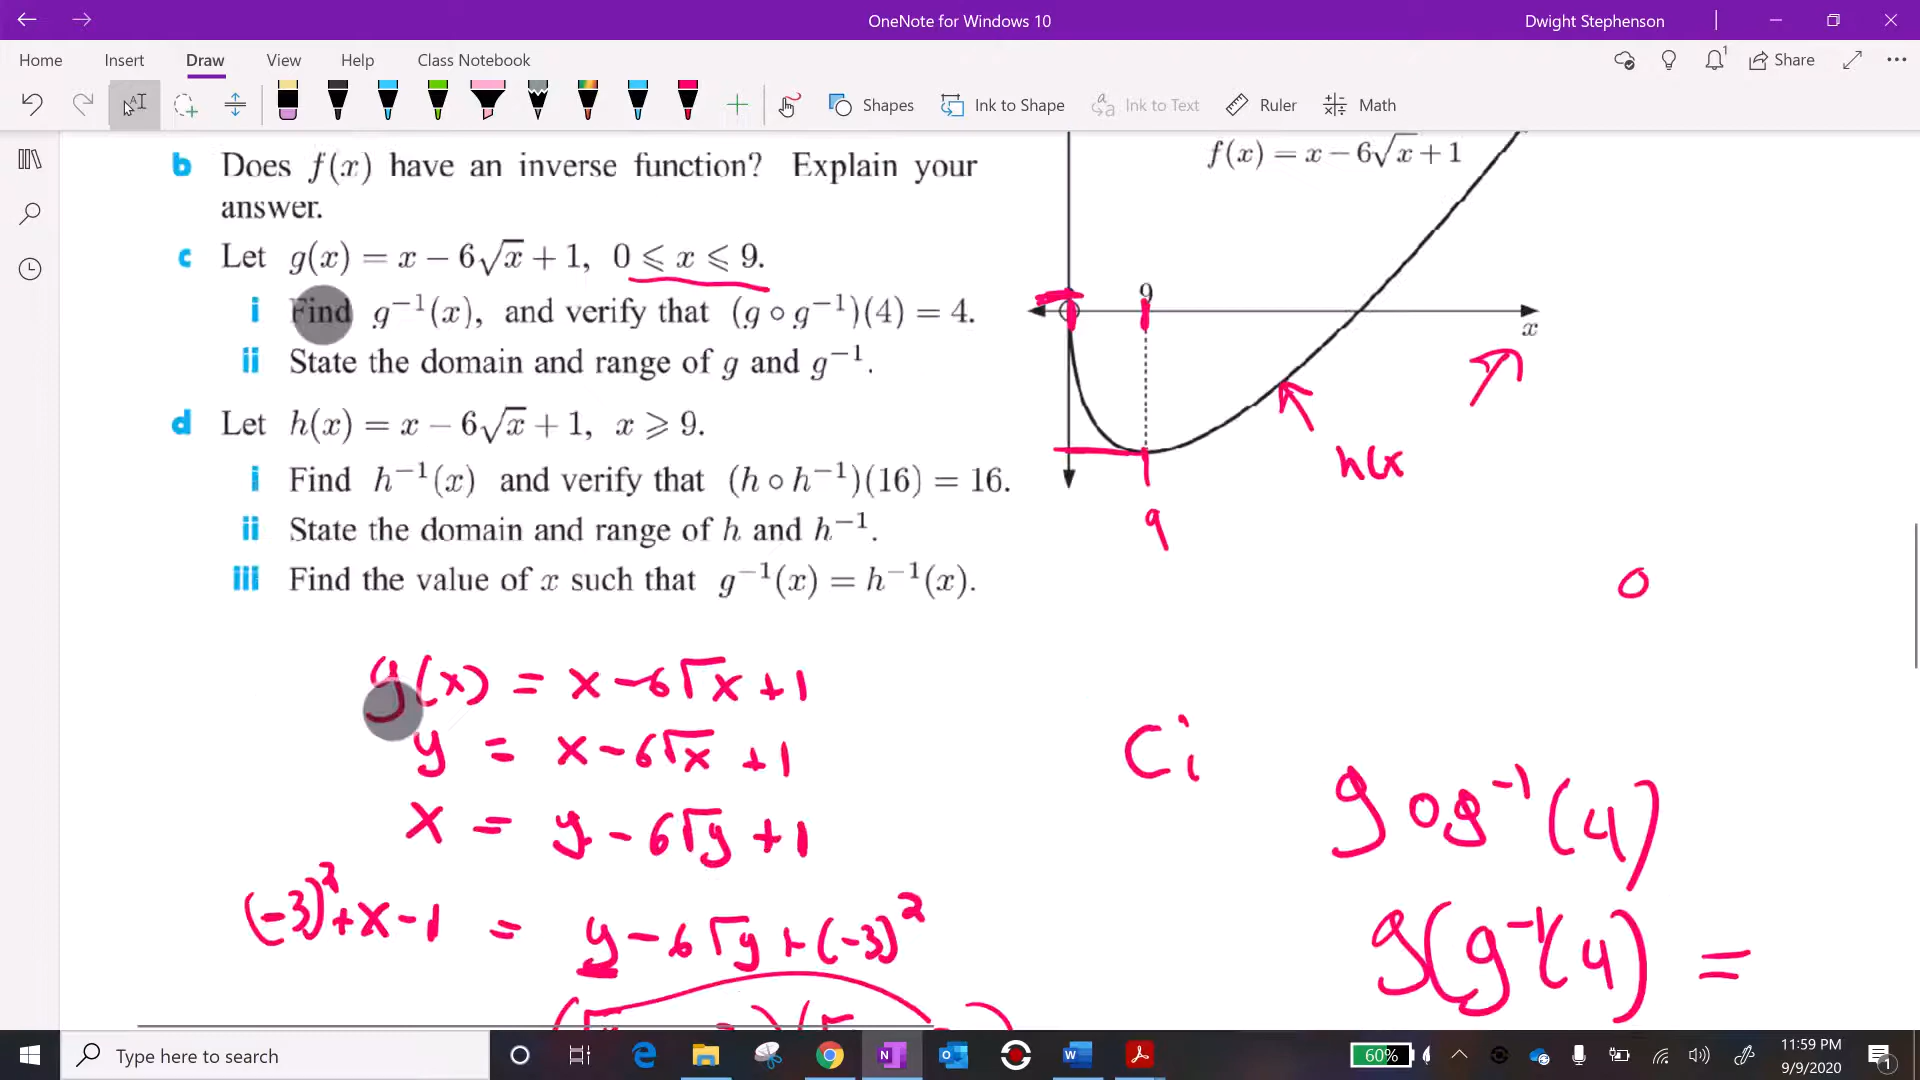 OneNote for Windows 10
Dwight Stephenson
Home Insert Draw View Help Class Notebook
Share
Shapes Ink to Shape Ink to Text Ruler Math
b Does f(x) have an inverse function? Explain your
answer.
c Let g(x) = x − 6√x + 1, 0 ⩽ x ⩽ 9.
i Find g⁻¹(x), and verify that (g ∘ g⁻¹)(4) = 4.
ii State the domain and range of g and g⁻¹.
d Let h(x) = x − 6√x + 1, x ⩾ 9.
i Find h⁻¹(x) and verify that (h ∘ h⁻¹)(16) = 16.
ii State the domain and range of h and h⁻¹.
iii Find the value of x such that g⁻¹(x) = h⁻¹(x).
f(x) = x − 6√x + 1
9
x
h(x
9
0
g(x) = x − 6√x + 1
y = x − 6√x + 1
x = y − 6√y + 1
(−3)² + x − 1 = y − 6√y + (−3)²
Ci
g o g⁻¹(4)
g(g⁻¹(4) =
Type here to search
60%
11:59 PM
9/9/2020
1